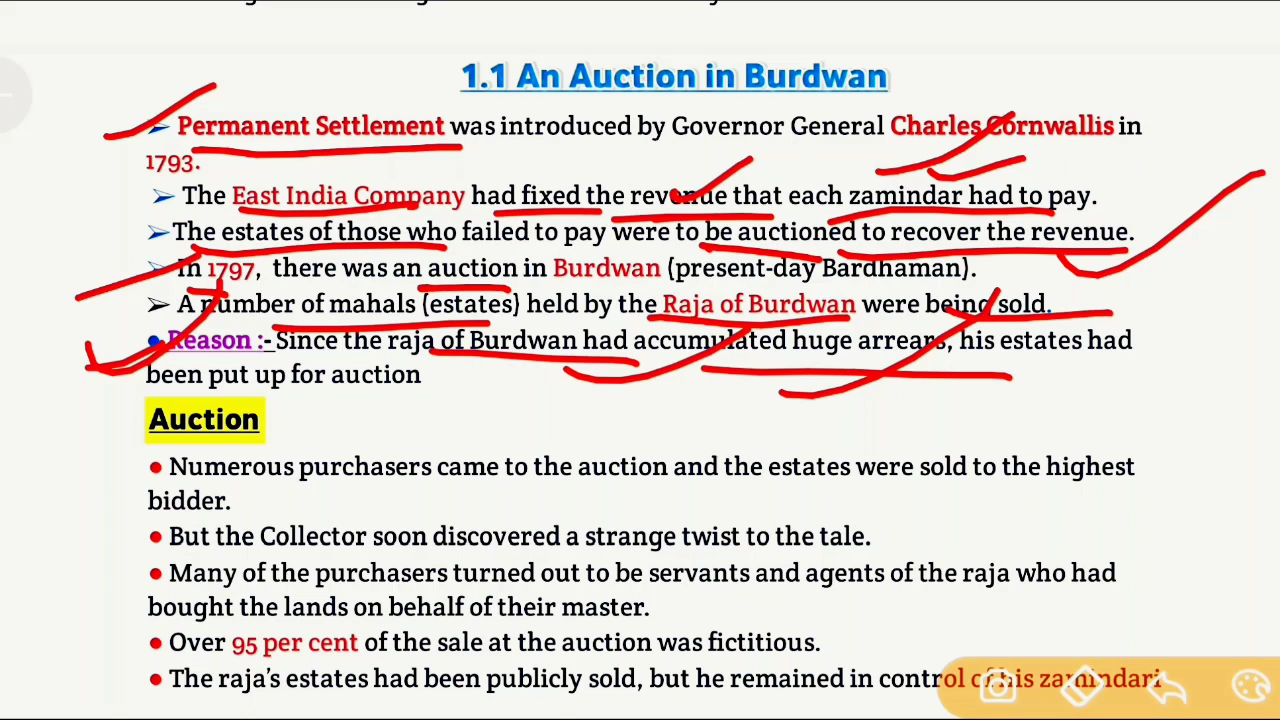 1.1 An Auction in Burdwan
➢ Permanent Settlement was introduced by Governor General Charles Cornwallis in
1793.
➢ The East India Company had fixed the revenue that each zamindar had to pay.
➢The estates of those who failed to pay were to be auctioned to recover the revenue.
➢ In 1797, there was an auction in Burdwan (present-day Bardhaman).
➢ A number of mahals (estates) held by the Raja of Burdwan were being sold.
● Reason :- Since the raja of Burdwan had accumulated huge arrears, his estates had
been put up for auction
Auction
● Numerous purchasers came to the auction and the estates were sold to the highest
bidder.
● But the Collector soon discovered a strange twist to the tale.
● Many of the purchasers turned out to be servants and agents of the raja who had
bought the lands on behalf of their master.
● Over 95 per cent of the sale at the auction was fictitious.
● The raja's estates had been publicly sold, but he remained in control of his zamindari